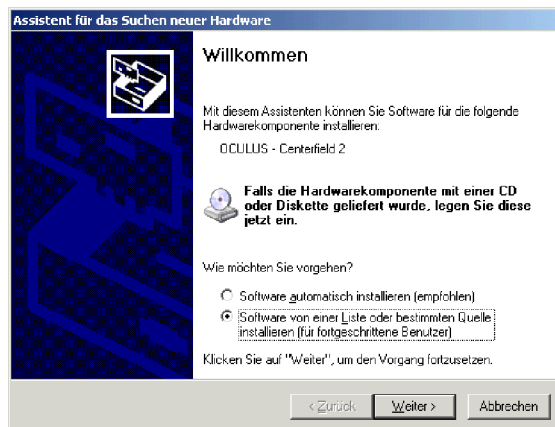 Assistent für das Suchen neuer Hardware
Willkommen
Mit diesem Assistenten können Sie Software für die folgende
Hardwarekomponente installieren:
OCULUS - Centerfield 2
Falls die Hardwarekomponente mit einer CD
oder Diskette geliefert wurde, legen Sie diese
jetzt ein.
Wie möchten Sie vorgehen?
Software automatisch installieren (empfohlen)
Software von einer Liste oder bestimmten Quelle
installieren (für fortgeschrittene Benutzer)
Klicken Sie auf "Weiter", um den Vorgang fortzusetzen.
< Zurück Weiter > Abbrechen